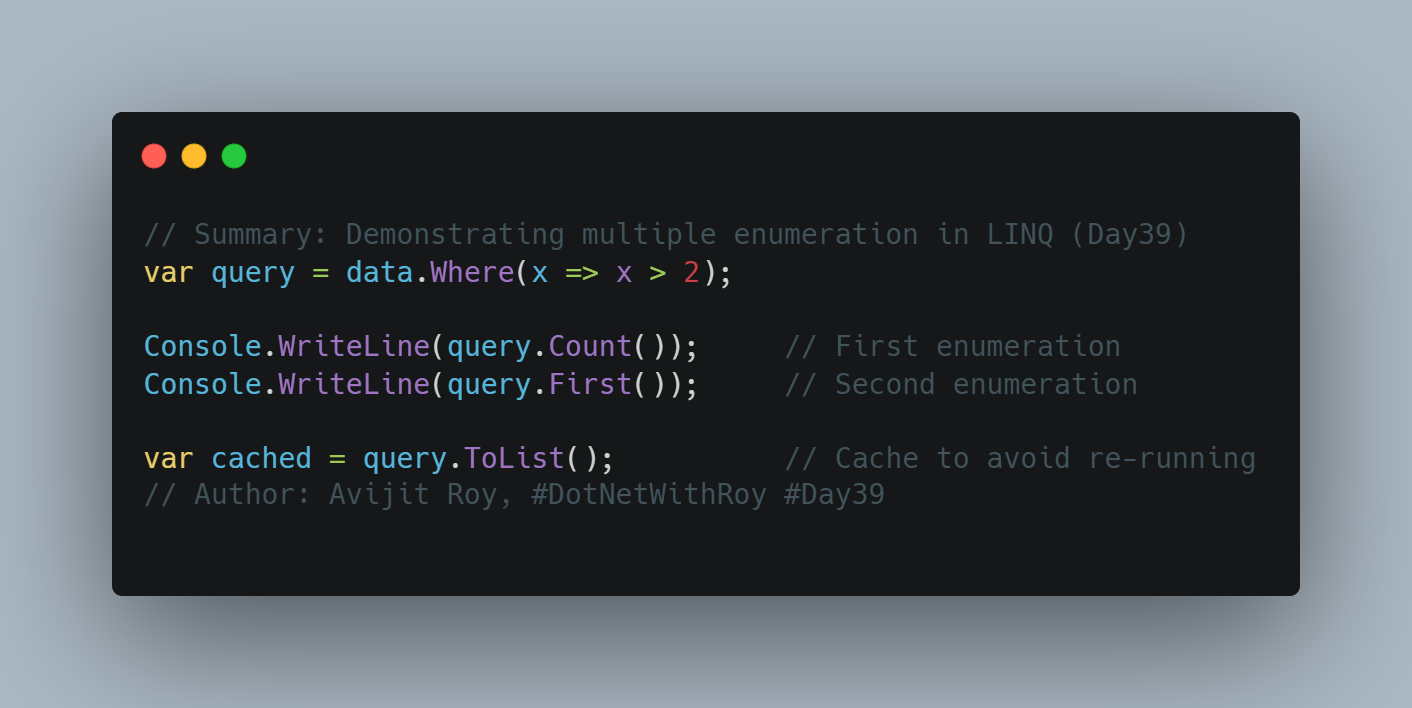 // Summary: Demonstrating multiple enumeration in LINQ (Day39)
var query = data.Where(x => x > 2);
Console.WriteLine(query.Count());     // First enumeration
Console.WriteLine(query.First());     // Second enumeration
var cached = query.ToList();          // Cache to avoid re-running
// Author: Avijit Roy, #DotNetWithRoy #Day39